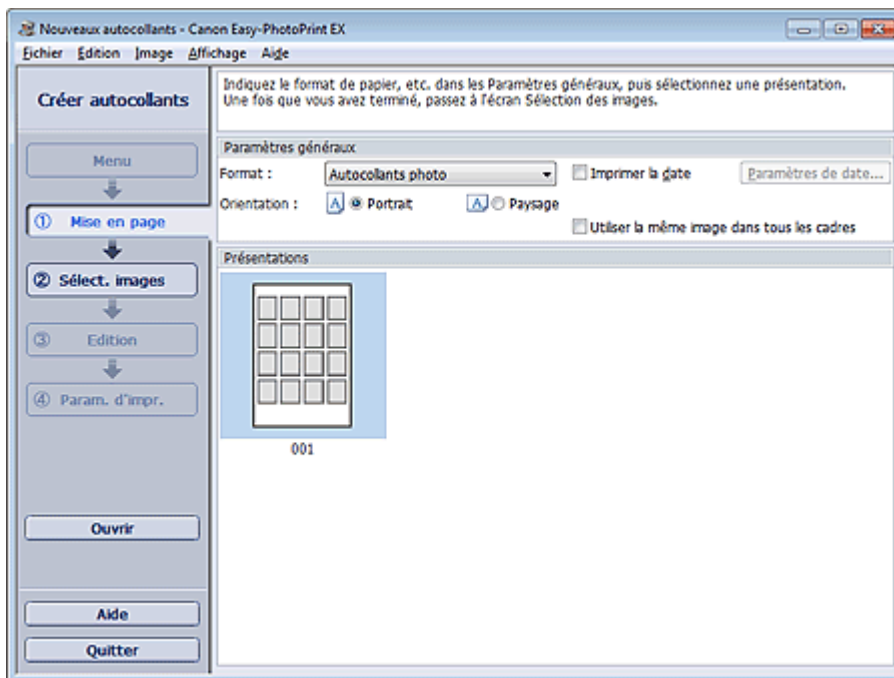 Nouveaux autocollants - Canon Easy-PhotoPrint EX
Fichier Edition Image Affichage Aide
Créer autocollants
Menu
① Mise en page
② Sélect. images
③ Edition
④ Param. d'impr.
Ouvrir
Aide
Quitter
Indiquez le format de papier, etc. dans les Paramètres généraux, puis sélectionnez une présentation.
Une fois que vous avez terminé, passez à l'écran Sélection des images.
Paramètres généraux
Format : Autocollants photo Imprimer la date Paramètres de date...
Orientation : A Portrait A Paysage
Utiliser la même image dans tous les cadres
Présentations
001